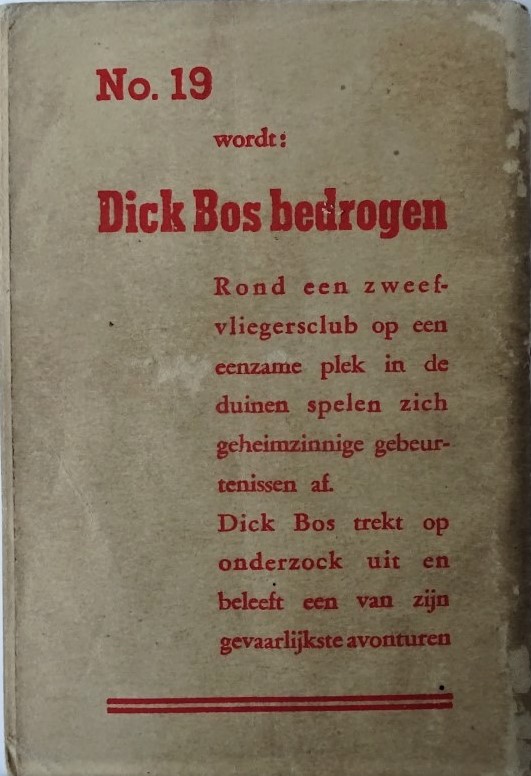 No. 19
wordt:
Dick Bos bedrogen
Rond een zweef-
vliegersclub op een
eenzame plek in de
duinen spelen zich
geheimzinnige gebeur-
tenissen af.
Dick Bos trekt op
onderzock uit en
beleeft een van zijn
gevaarlijkste avonturen